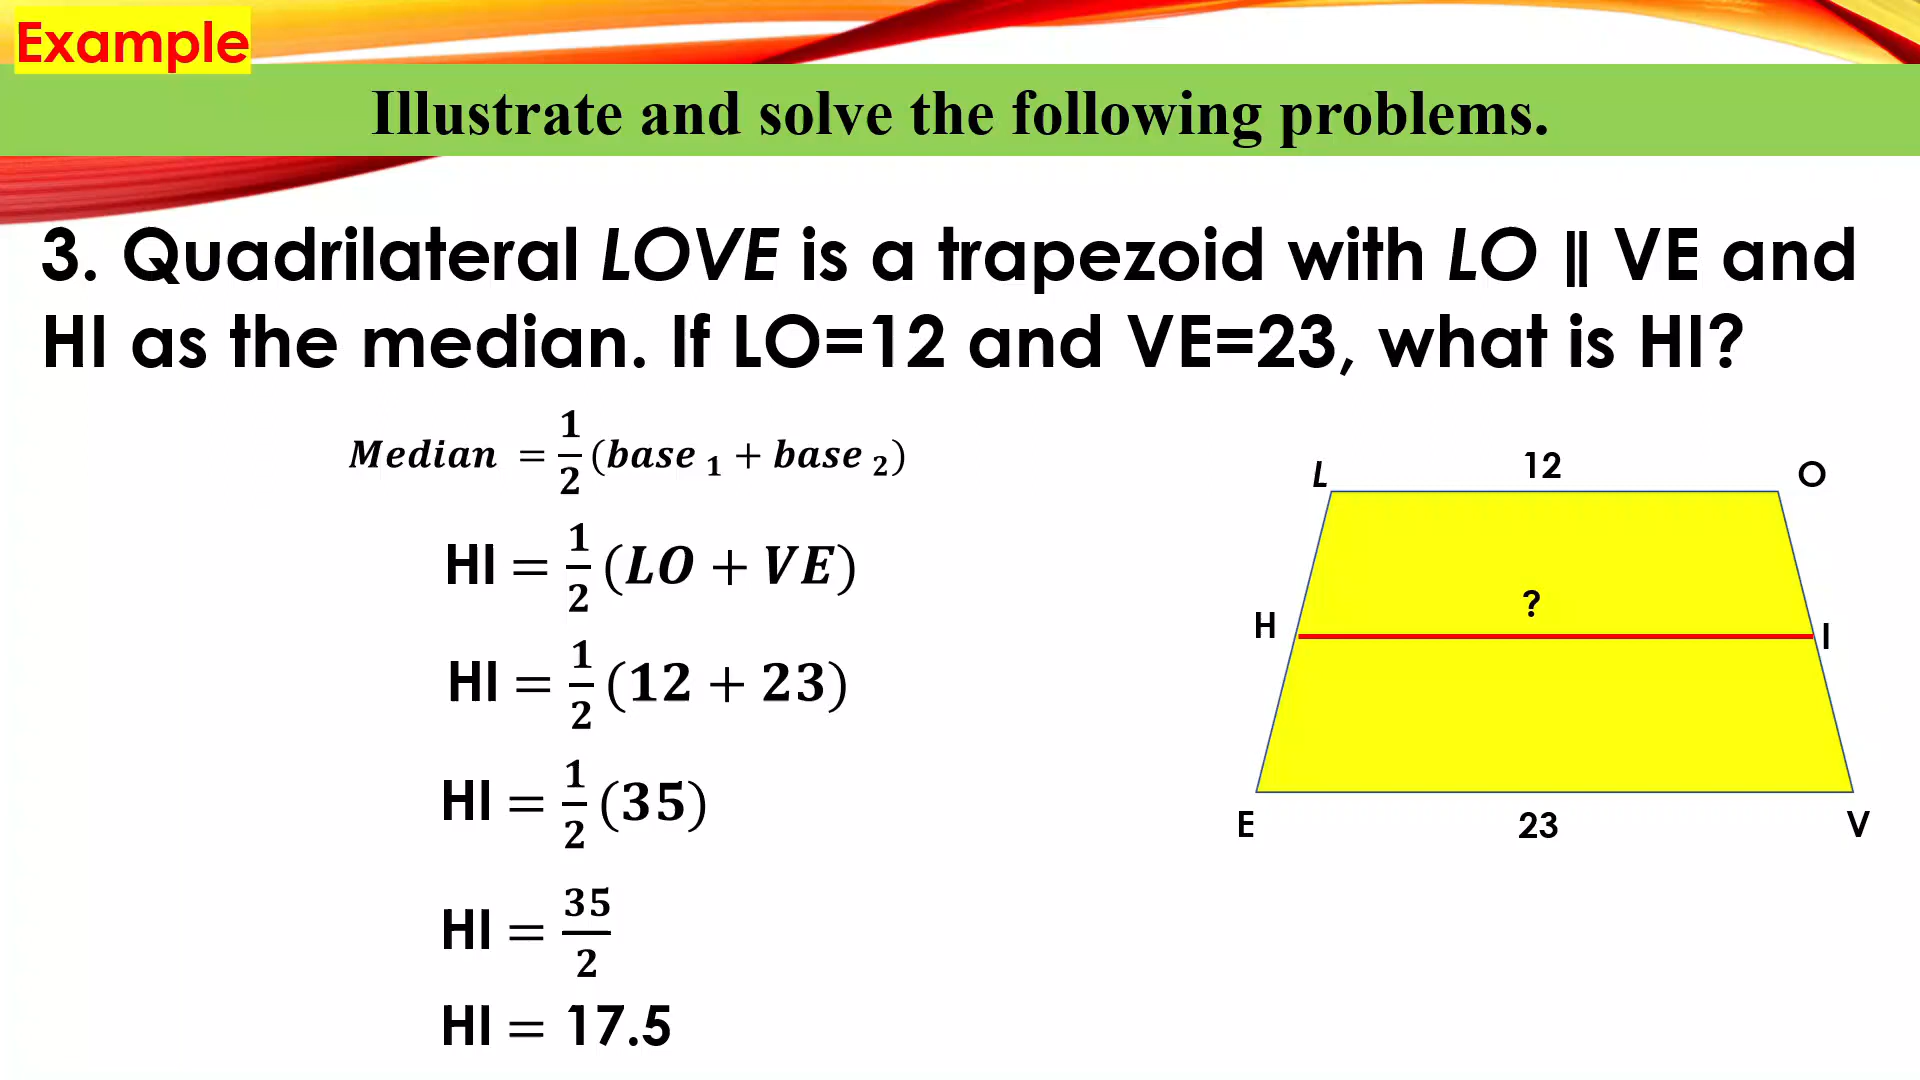 Example
Illustrate and solve the following problems.
3. Quadrilateral LOVE is a trapezoid with LO ∥ VE and
HI as the median. If LO=12 and VE=23, what is HI?
Median = 1/2 (base 1 + base 2)
HI = 1/2 (LO + VE)
HI = 1/2 (12 + 23)
HI = 1/2 (35)
HI = 35/2
HI = 17.5
L 12 O
?
H I
E 23 V